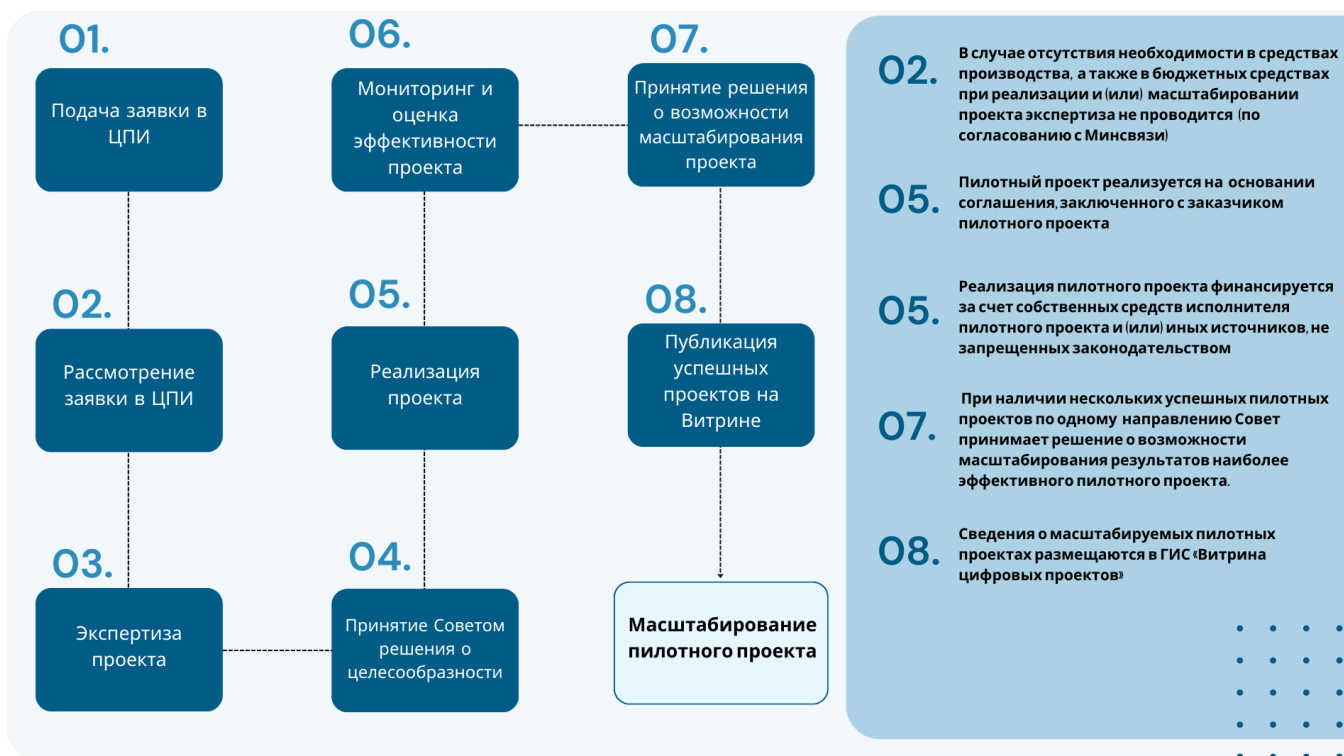 01.
Подача заявки в
ЦПИ
02.
Рассмотрение
заявки в ЦПИ
03.
Экспертиза
проекта
04.
Принятие Советом
решения о
целесообразности
05.
Реализация
проекта
06.
Мониторинг и
оценка
эффективности
проекта
07.
Принятие решения
о возможности
масштабирования
проекта
08.
Публикация
успешных
проектов на
Витрине
Масштабирование
пилотного проекта
02.
В случае отсутствия необходимости в средствах
производства, а также в бюджетных средствах
при реализации и (или) масштабировании
проекта экспертиза не проводится (по
согласованию с Минсвязи)
05.
Пилотный проект реализуется на основании
соглашения, заключенного с заказчиком
пилотного проекта
05.
Реализация пилотного проекта финансируется
за счет собственных средств исполнителя
пилотного проекта и (или) иных источников, не
запрещенных законодательством
07.
При наличии нескольких успешных пилотных
проектов по одному направлению Совет
принимает решение о возможности
масштабирования результатов наиболее
эффективного пилотного проекта.
08.
Сведения о масштабируемых пилотных
проектах размещаются в ГИС «Витрина
цифровых проектов»